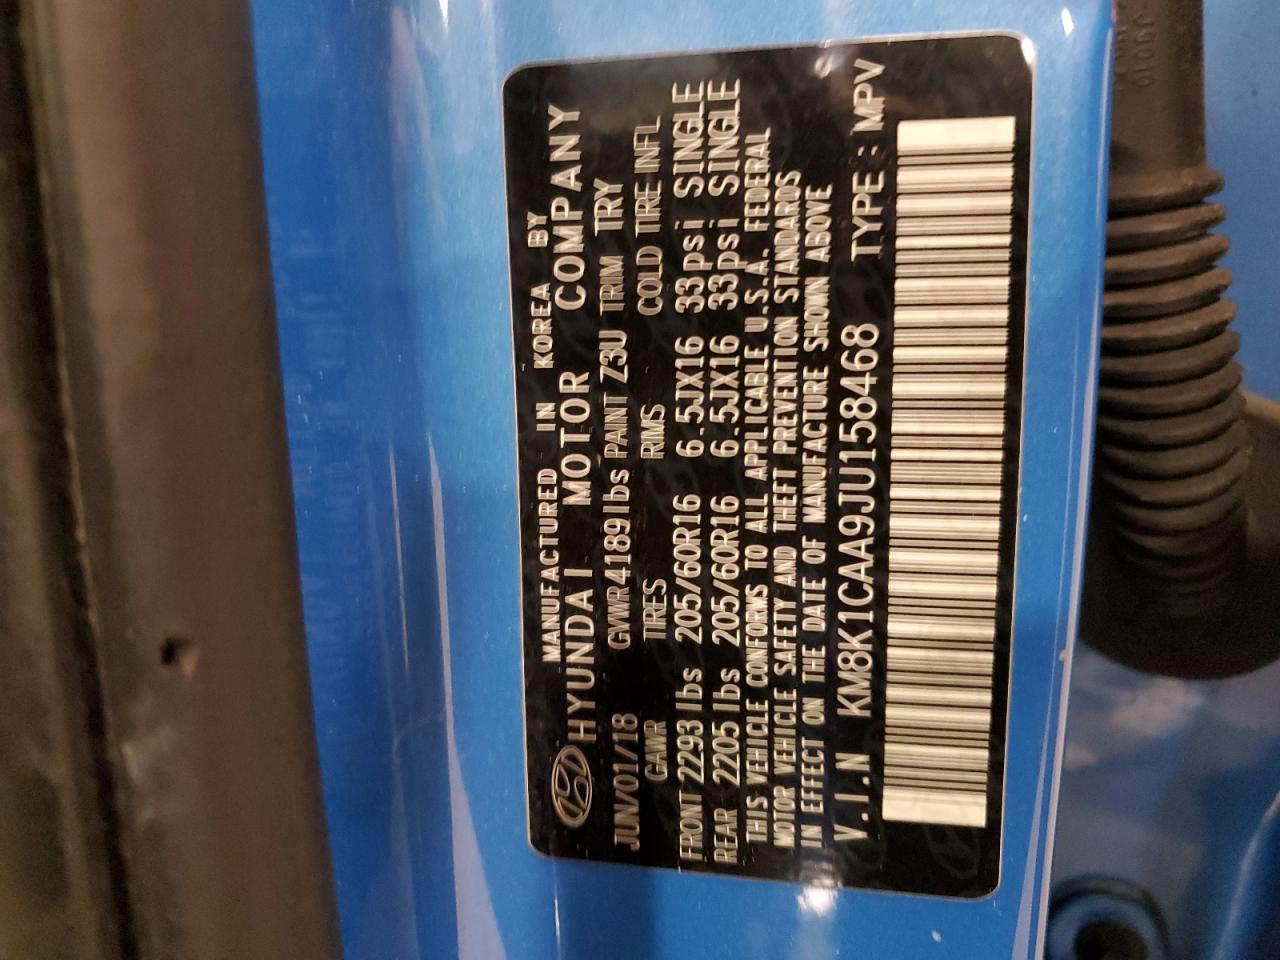 MANUFACTURED IN KOREA BY
HYUNDAI MOTOR COMPANY
JUN/01/18 GVWR 4189lbs PAINT Z3U TRIM TRY
GAWR TIRES RIMS COLD TIRE INFL
FRONT 2293 lbs 205/60R16 6.5JX16 33psi SINGLE
REAR 2205 lbs 205/60R16 6.5JX16 33psi SINGLE
THIS VEHICLE CONFORMS TO ALL APPLICABLE U.S.A. FEDERAL
MOTOR VEHICLE SAFETY AND THEFT PREVENTION STANDARDS
IN EFFECT ON THE DATE OF MANUFACTURE SHOWN ABOVE
V.I.N KM8K1CAA9JU158468 TYPE : MPV